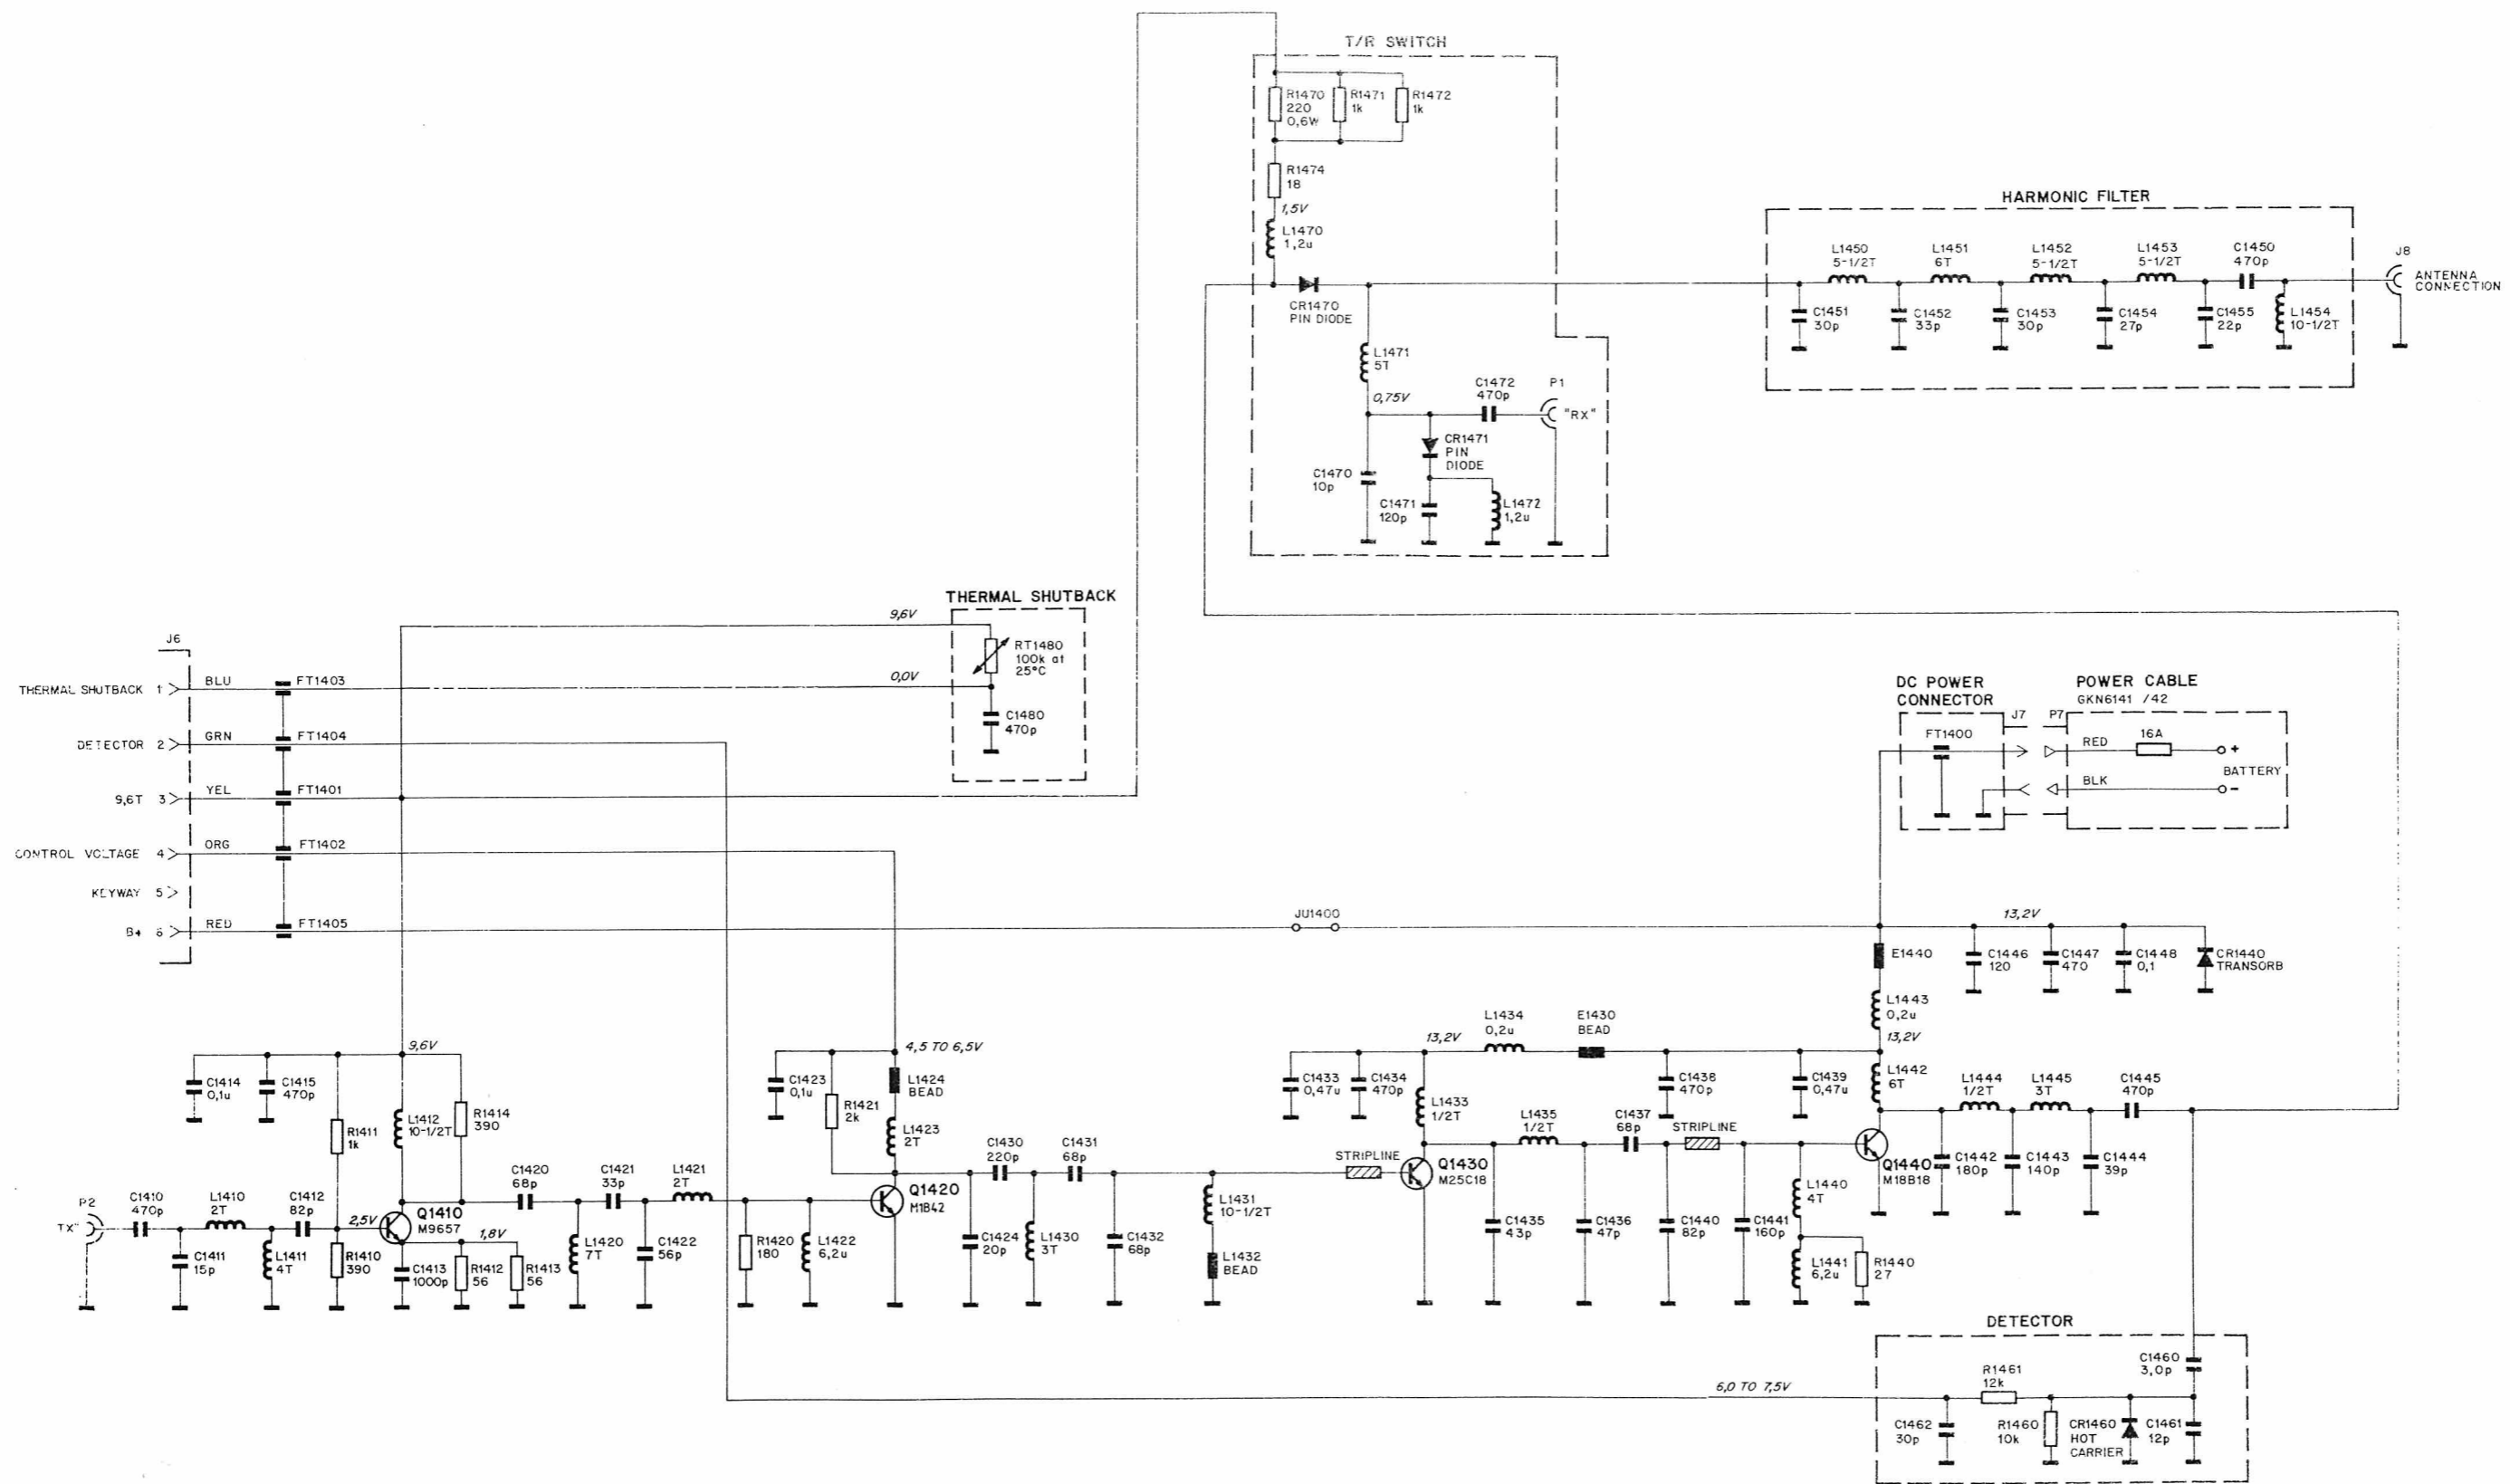 T/R SWITCH
R1470
220
0,6W
R1471
1k
R1472
1k
R1474
18
1,5V
L1470
1,2u
CR1470
PIN DIODE
L1471
5T
0,75V
C1472
470p
P1
"RX"
CR1471
PIN
DIODE
C1470
10p
C1471
120p
L1472
1,2u
HARMONIC FILTER
L1450
5-1/2T
L1451
6T
L1452
5-1/2T
L1453
5-1/2T
C1450
470p
J8
ANTENNA
CONNECTION
C1451
30p
C1452
33p
C1453
30p
C1454
27p
C1455
22p
L1454
10-1/2T
THERMAL SHUTBACK
9,6V
RT1480
100k at
25°C
0,0V
C1480
470p
J6
THERMAL SHUTBACK 1
BLU
FT1403
DETECTOR 2
GRN
FT1404
9,6T 3
YEL
FT1401
CONTROL VOLTAGE 4
ORG
FT1402
KEYWAY 5
B+ 6
RED
FT1405
DC POWER
CONNECTOR
POWER CABLE
GKN6141 /42
J7
P7
FT1400
RED
16A
+
BATTERY
BLK
-
JU1400
13,2V
E1440
C1446
120
C1447
470
C1448
0,1
CR1440
TRANSORB
L1443
0,2u
13,2V
L1434
0,2u
E1430
BEAD
13,2V
9,6V
4,5 TO 6,5V
C1414
0,1u
C1415
470p
R1411
1k
L1412
10-1/2T
R1414
390
C1423
0,1u
R1421
2k
L1424
BEAD
L1423
2T
C1433
0,47u
C1434
470p
L1433
1/2T
C1438
470p
C1439
0,47u
L1442
6T
L1444
1/2T
L1445
3T
C1445
470p
L1435
1/2T
C1437
68p
STRIPLINE
C1430
220p
C1431
68p
STRIPLINE
Q1430
M25C18
Q1440
M18B18
C1442
180p
C1443
140p
C1444
39p
P2
TX"
C1410
470p
L1410
2T
C1412
82p
2,5V
Q1410
M9657
C1420
68p
C1421
33p
L1421
2T
Q1420
M1B42
1,8V
C1411
15p
L1411
4T
R1410
390
C1413
1000p
R1412
56
R1413
56
L1420
7T
C1422
56p
R1420
180
L1422
6,2u
C1424
20p
L1430
3T
C1432
68p
L1431
10-1/2T
L1432
BEAD
C1435
43p
C1436
47p
C1440
82p
C1441
160p
L1440
4T
L1441
6,2u
R1440
27
DETECTOR
6,0 TO 7,5V
R1461
12k
C1460
3,0p
C1462
30p
R1460
10k
CR1460
HOT
CARRIER
C1461
12p